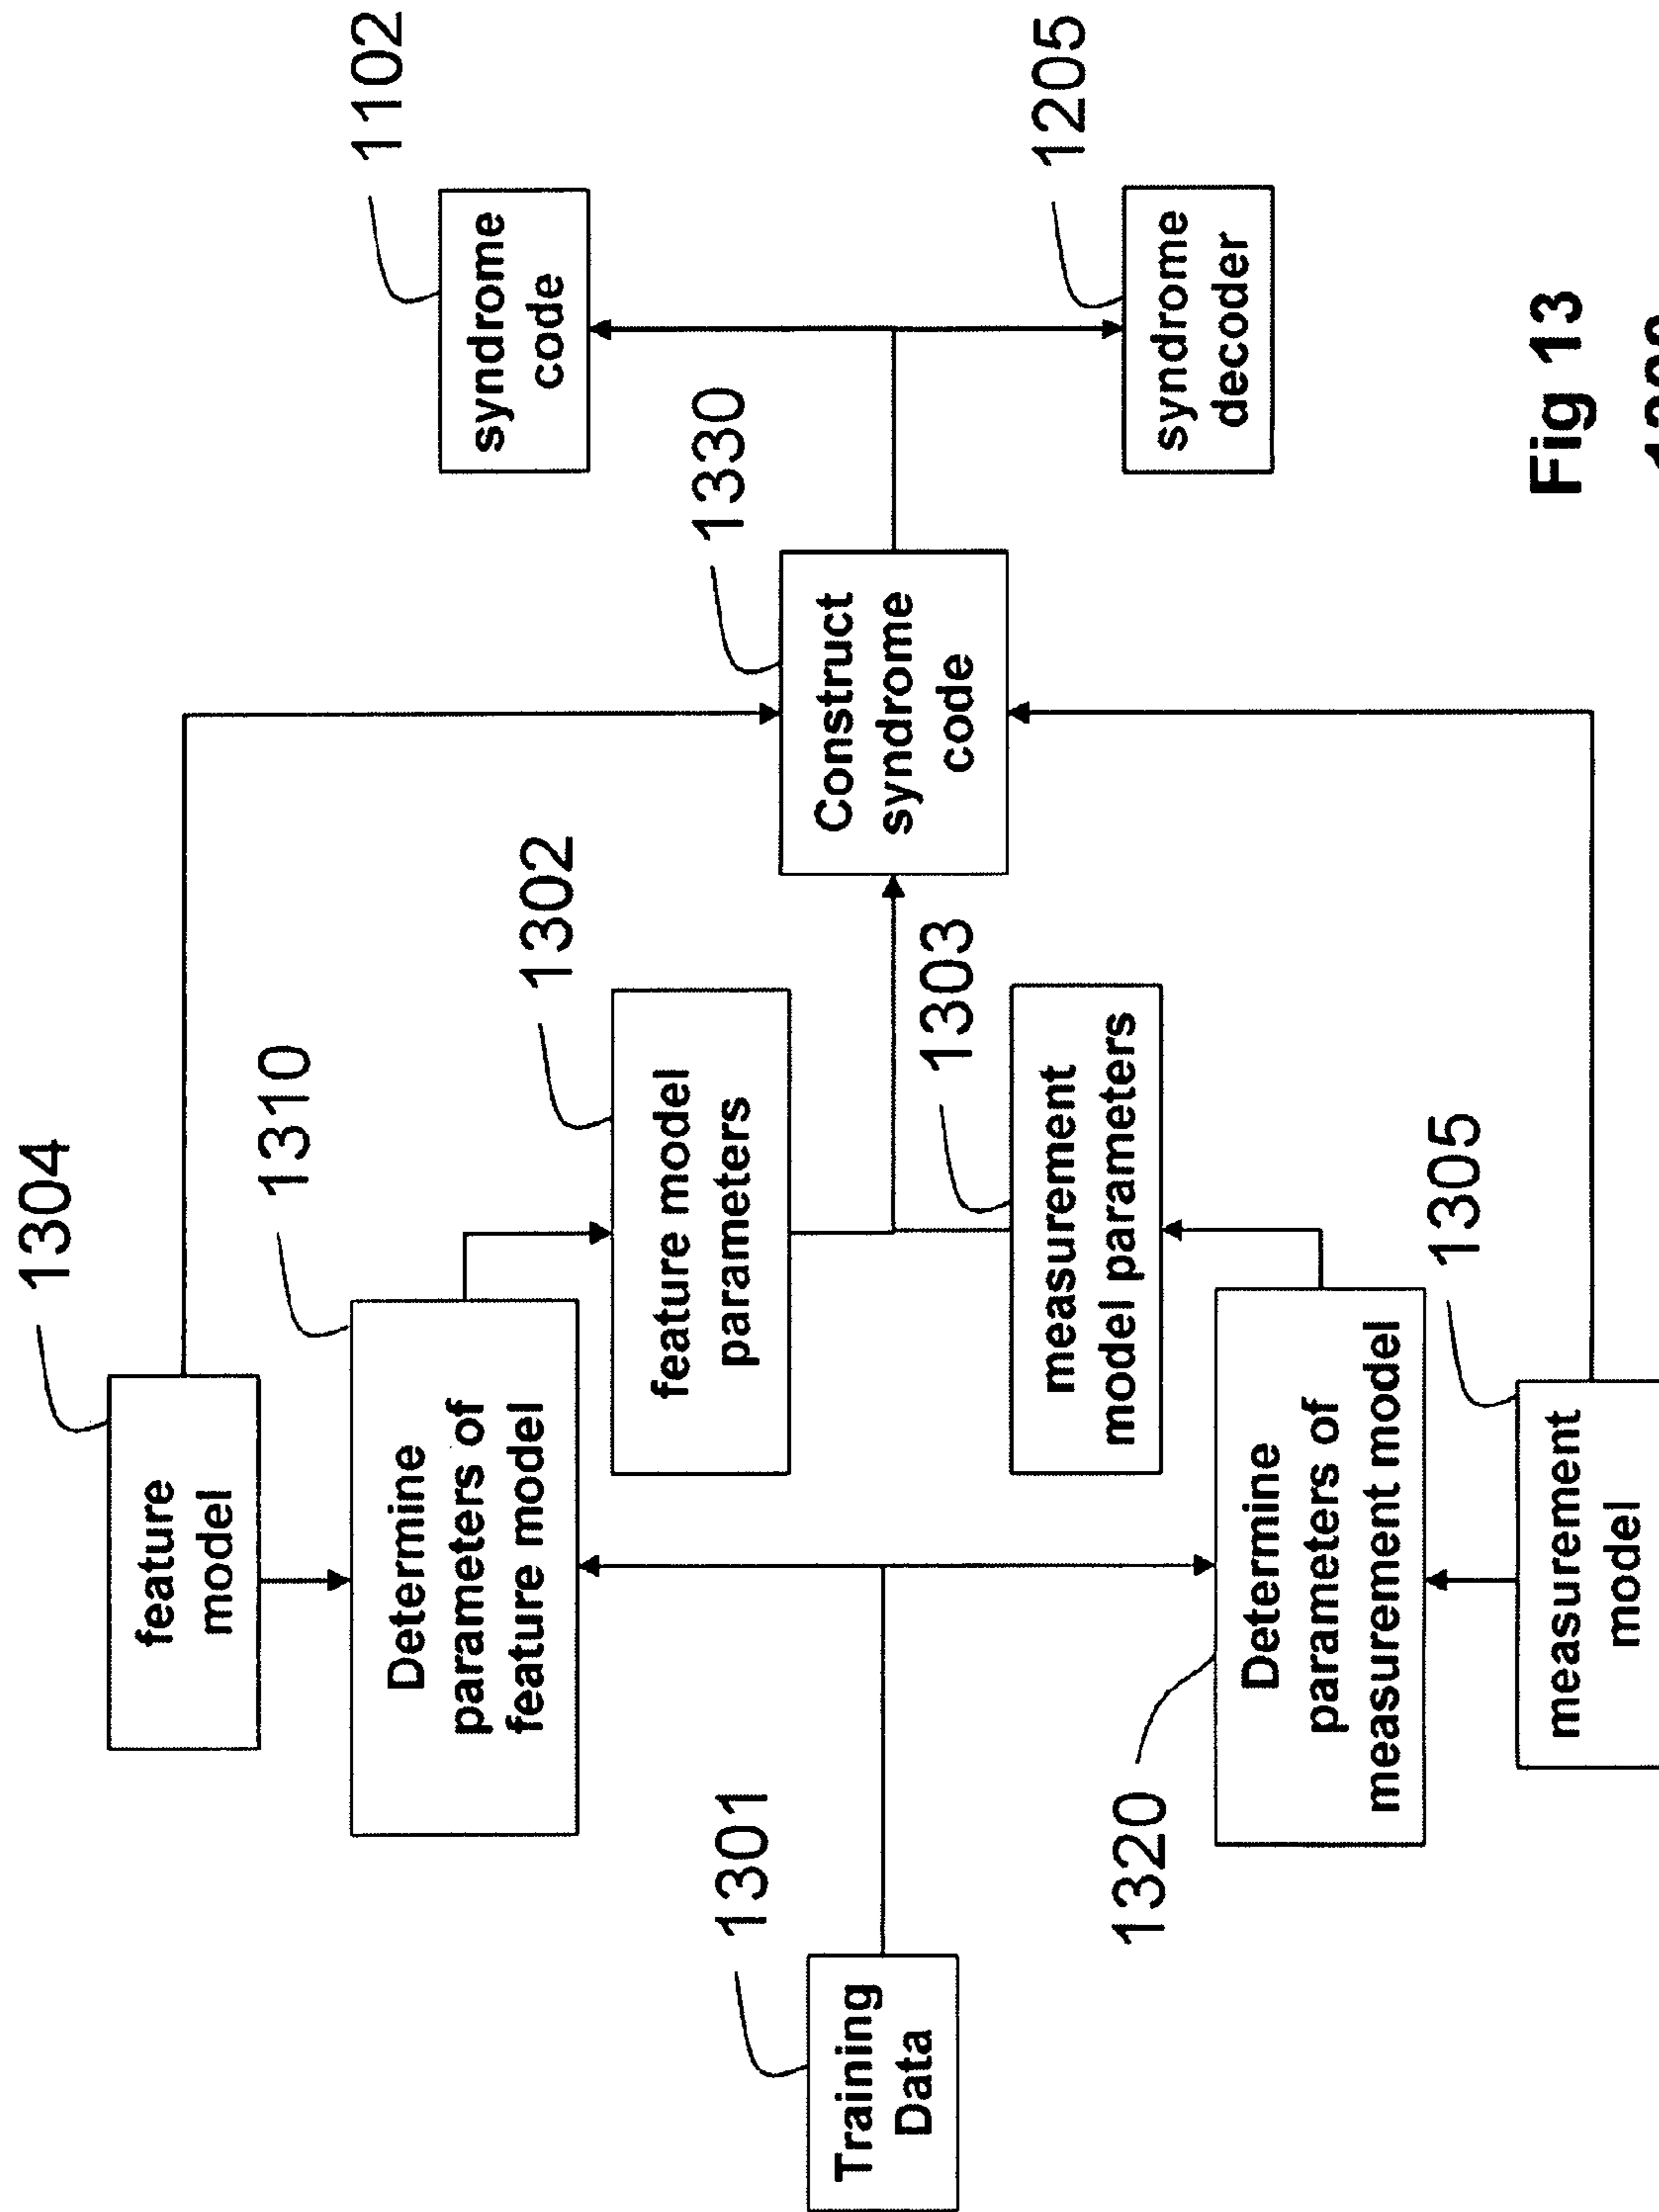 1304
feature
model
1310
Determine
parameters of
feature model
1302
feature model
parameters
1301
Training
Data
1303
measurement
model parameters
1320
Determine
parameters of
measurement model
1305
measurement
model
1330
Construct
syndrome
code
1102
syndrome
code
1205
syndrome
decoder
Fig 13